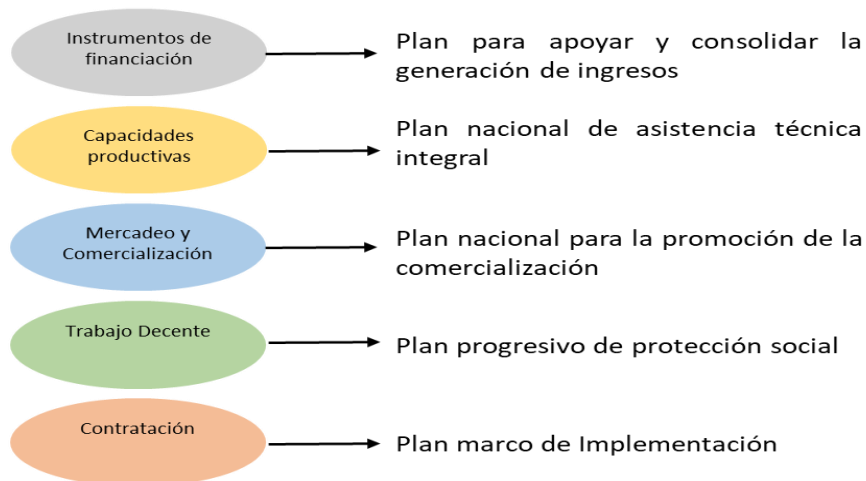 Instrumentos de
financiación
Plan para apoyar y consolidar la
generación de ingresos
Capacidades
productivas
Plan nacional de asistencia técnica
integral
Mercadeo y
Comercialización
Plan nacional para la promoción de la
comercialización
Trabajo Decente
Plan progresivo de protección social
Contratación
Plan marco de Implementación